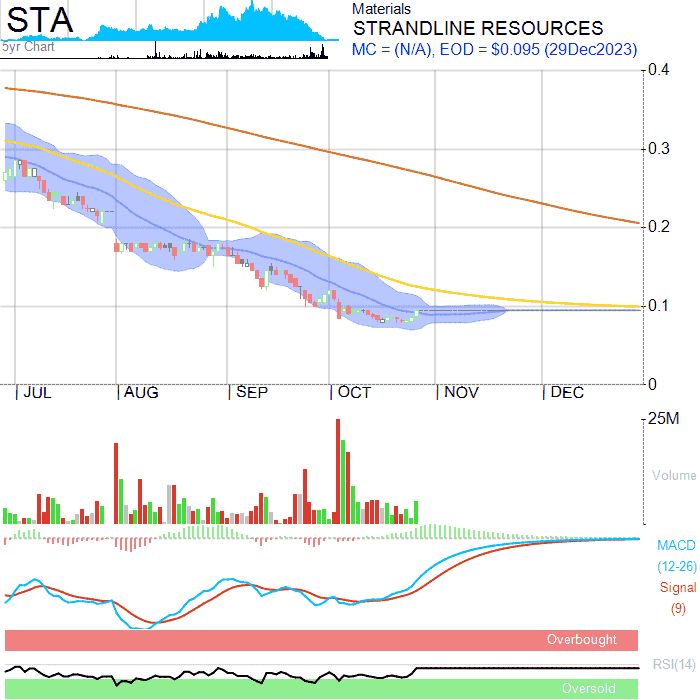 STA
5yr Chart
Materials
STRANDLINE RESOURCES
MC = (N/A), EOD = $0.095 (29Dec2023)
0.4
0.3
0.2
0.1
0
JUL AUG SEP OCT NOV DEC
25M
Volume
MACD
(12-26)
Signal
(9)
Overbought
RSI(14)
Oversold